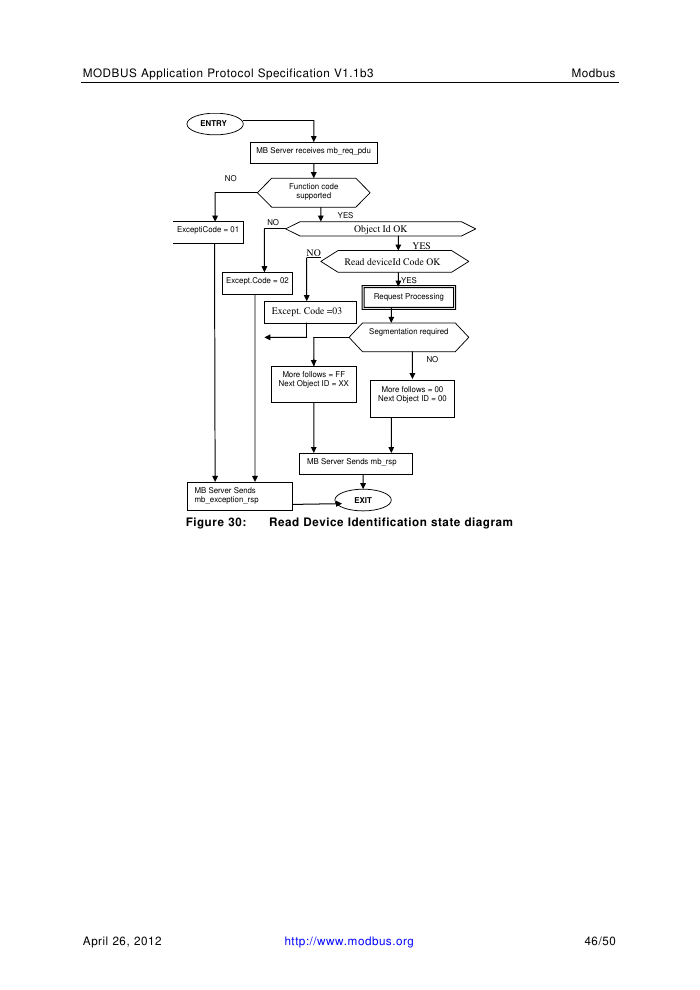 MODBUS Application Protocol Specification V1.1b3 Modbus
ENTRY
MB Server receives mb_req_pdu
NO
Function code
supported
YES
NO
ExceptiCode = 01
Object Id OK
YES
NO
Read deviceId Code OK
Except.Code = 02
YES
Request Processing
Except. Code =03
Segmentation required
NO
More follows = FF
Next Object ID = XX
More follows = 00
Next Object ID = 00
MB Server Sends mb_rsp
MB Server Sends
mb_exception_rsp
EXIT
Figure 30: Read Device Identification state diagram
April 26, 2012 http://www.modbus.org 46/50